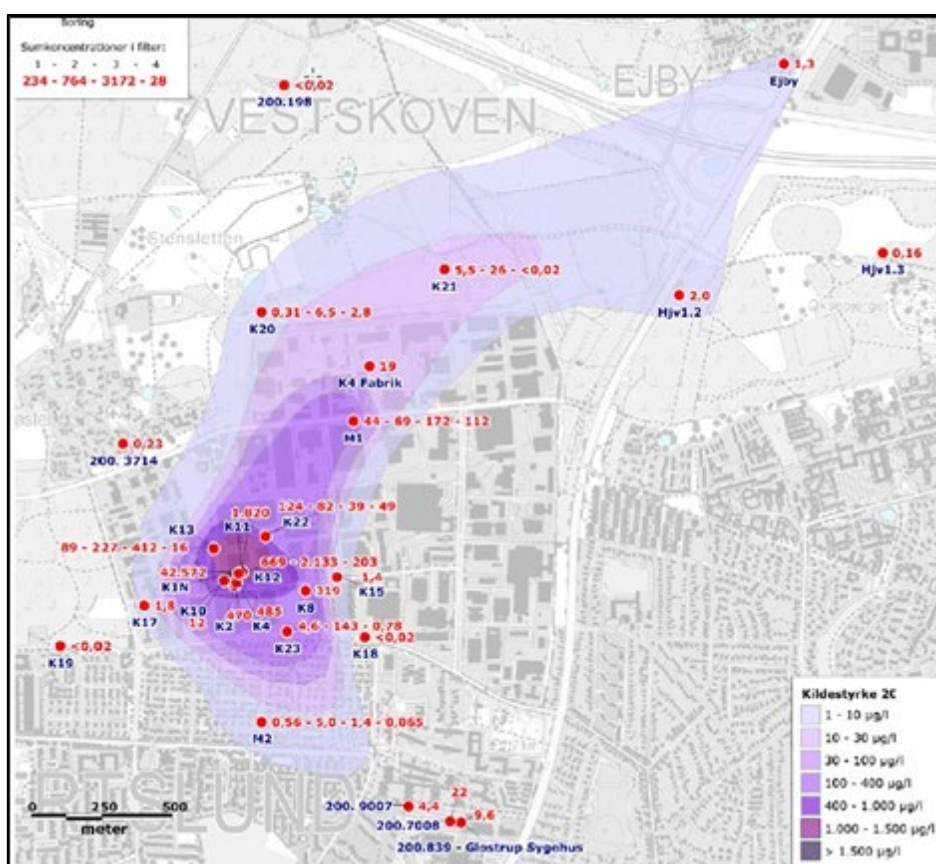 Boring
Sumkoncentrationer i filter:
1 - 2 - 3 - 4
234 - 764 - 3172 - 28
<0,02
200.198
VESTSKOVEN
EJBY
1,3
Ejby
Stensletten
5,5 - 26 - <0,02
K21
0,16
Hjv1.3
2,0
Hjv1.2
0,31 - 6,5 - 2,8
K20
19
K4 Fabrik
44 - 69 - 172 - 112
M1
0,23
200. 3714
124 - 82 - 39 - 49
1.820
K13
K11
K22
89 - 227 - 412 - 16
669 - 2.133 - 203
42.572
K1N
K12
1,4
K15
319
K8
1,8
K17
K10
12
K2
470
K4
485
4,6 - 143 - 0,78
K23
<0,02
K18
<0,02
K19
0,56 - 5,0 - 1,4 - 0,065
M2
22
200. 9007
4,4
9,6
200.7008
200.839 - Glostrup Sygehus
0 250 500
meter
Kildestyrke 20
1 - 10 µg/l
10 - 30 µg/l
30 - 100 µg/l
100 - 400 µg/l
400 - 1.000 µg/l
1.000 - 1.500 µg/l
> 1.500 µg/l